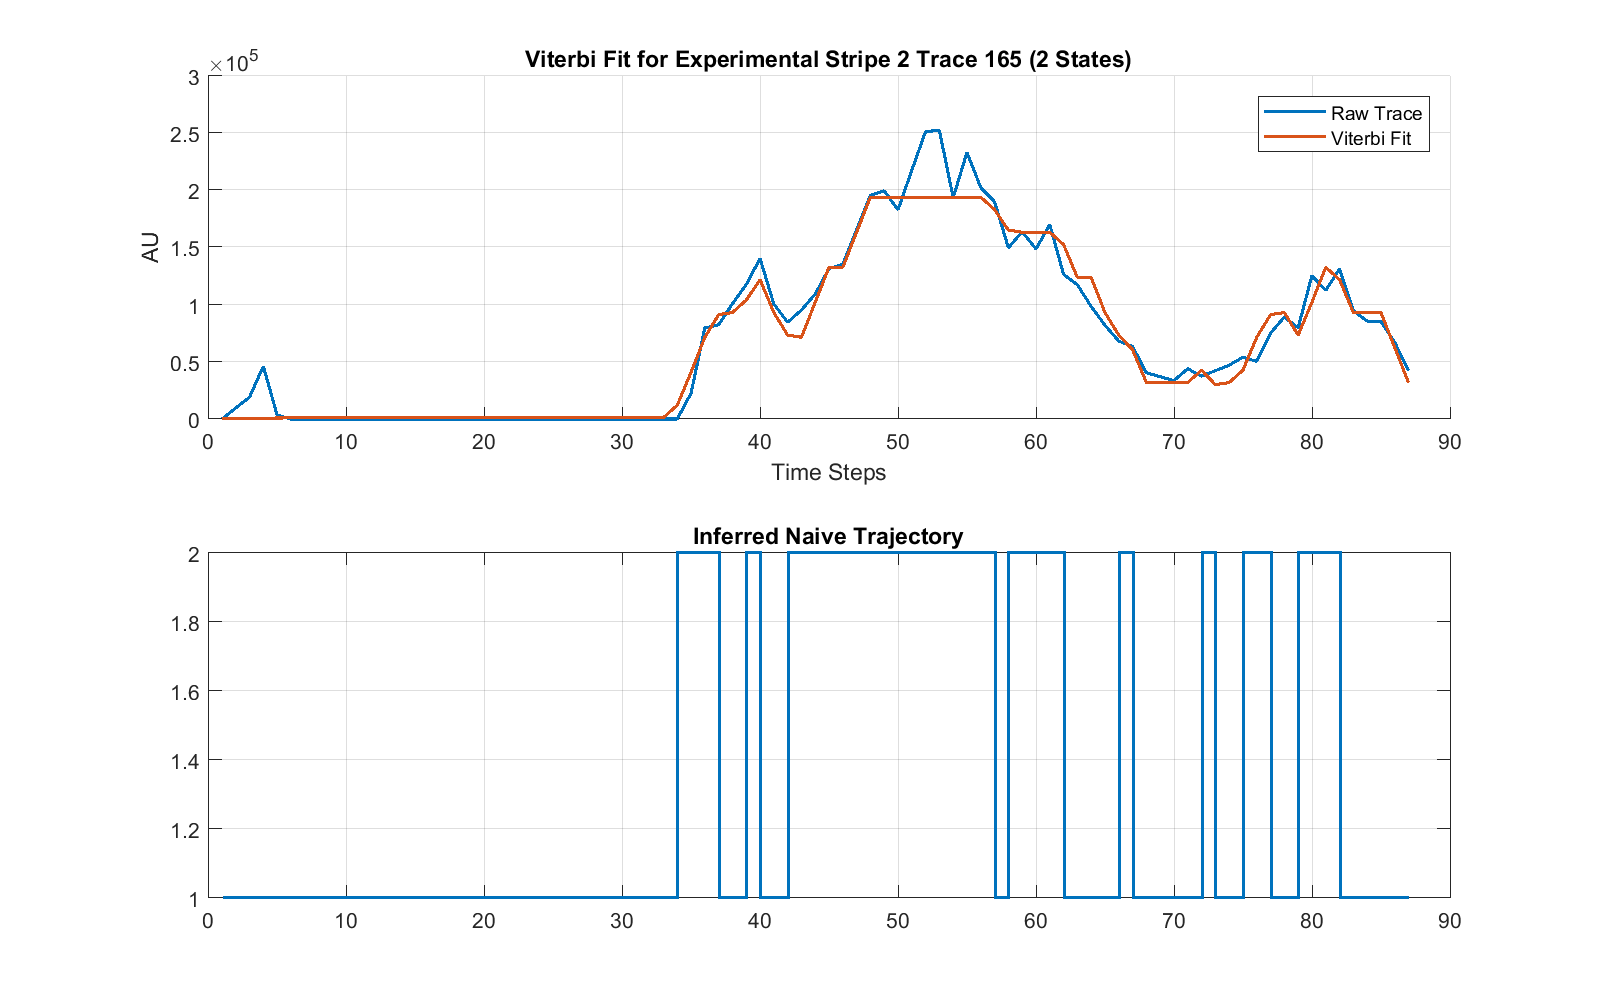 Viterbi Fit for Experimental Stripe 2 Trace 165 (2 States)
×10^5
3
2.5
2
1.5
1
0.5
0
AU
Raw Trace
Viterbi Fit
0 10 20 30 40 50 60 70 80 90
Time Steps
Inferred Naive Trajectory
2
1.8
1.6
1.4
1.2
1
0 10 20 30 40 50 60 70 80 90